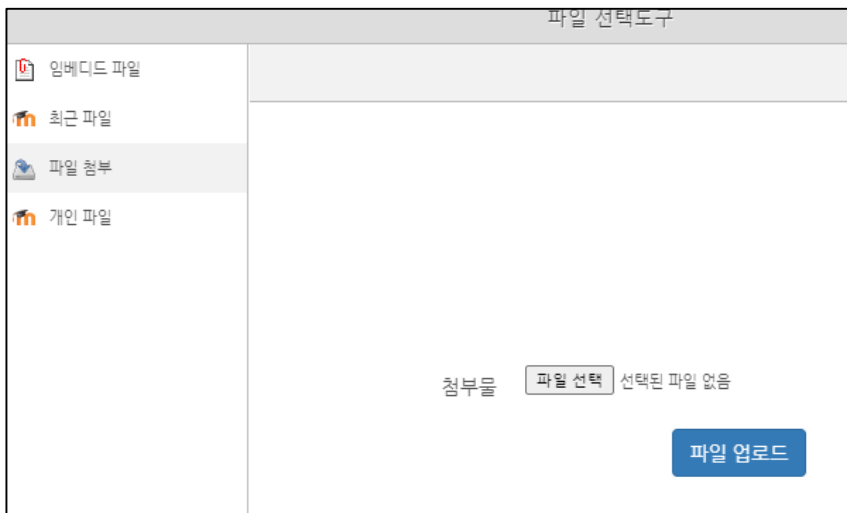 파일 선택도구
임베디드 파일
최근 파일
파일 첨부
개인 파일
첨부물 파일 선택 선택된 파일 없음
파일 업로드